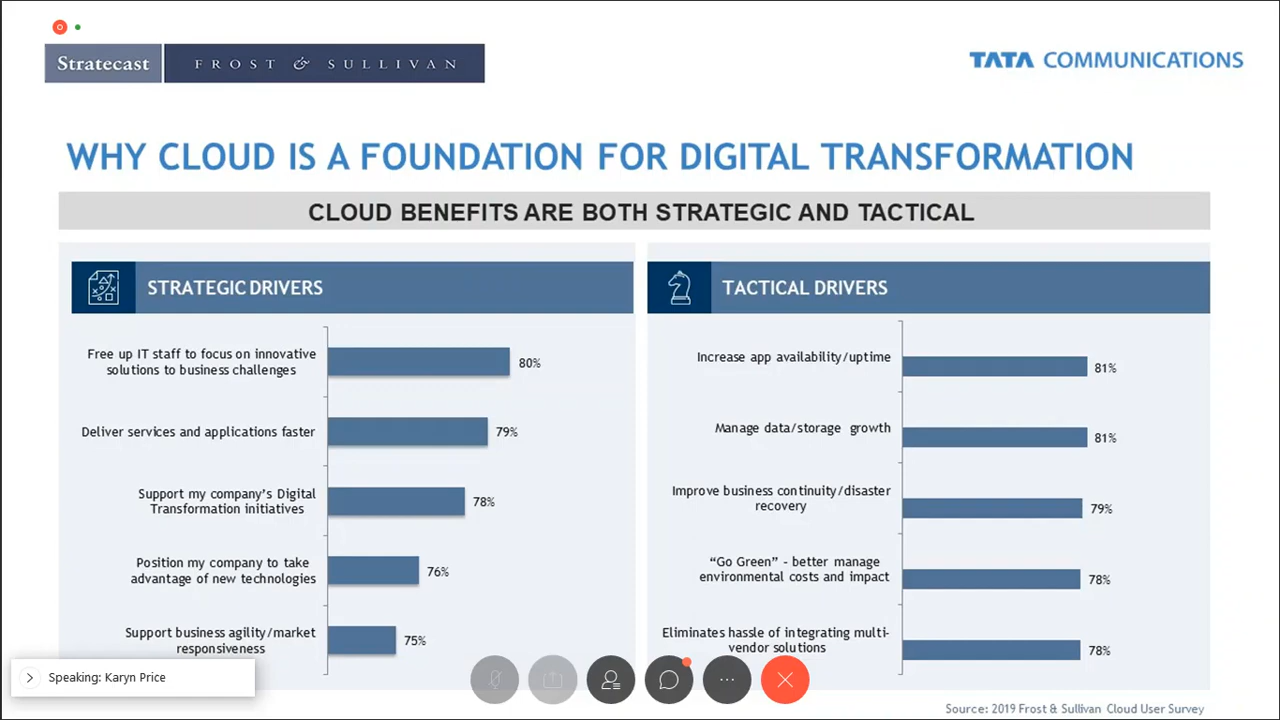 Stratecast FROST & SULLIVAN
TATA COMMUNICATIONS
WHY CLOUD IS A FOUNDATION FOR DIGITAL TRANSFORMATION
CLOUD BENEFITS ARE BOTH STRATEGIC AND TACTICAL
STRATEGIC DRIVERS
Free up IT staff to focus on innovative
solutions to business challenges
80%
Deliver services and applications faster
79%
Support my company's Digital
Transformation initiatives
78%
Position my company to take
advantage of new technologies
76%
Support business agility/market
responsiveness
75%
TACTICAL DRIVERS
Increase app availability/uptime
81%
Manage data/storage growth
81%
Improve business continuity/disaster
recovery
79%
“Go Green” - better manage
environmental costs and impact
78%
Eliminates hassle of integrating multi-
vendor solutions
78%
Speaking: Karyn Price
Source: 2019 Frost & Sullivan Cloud User Survey